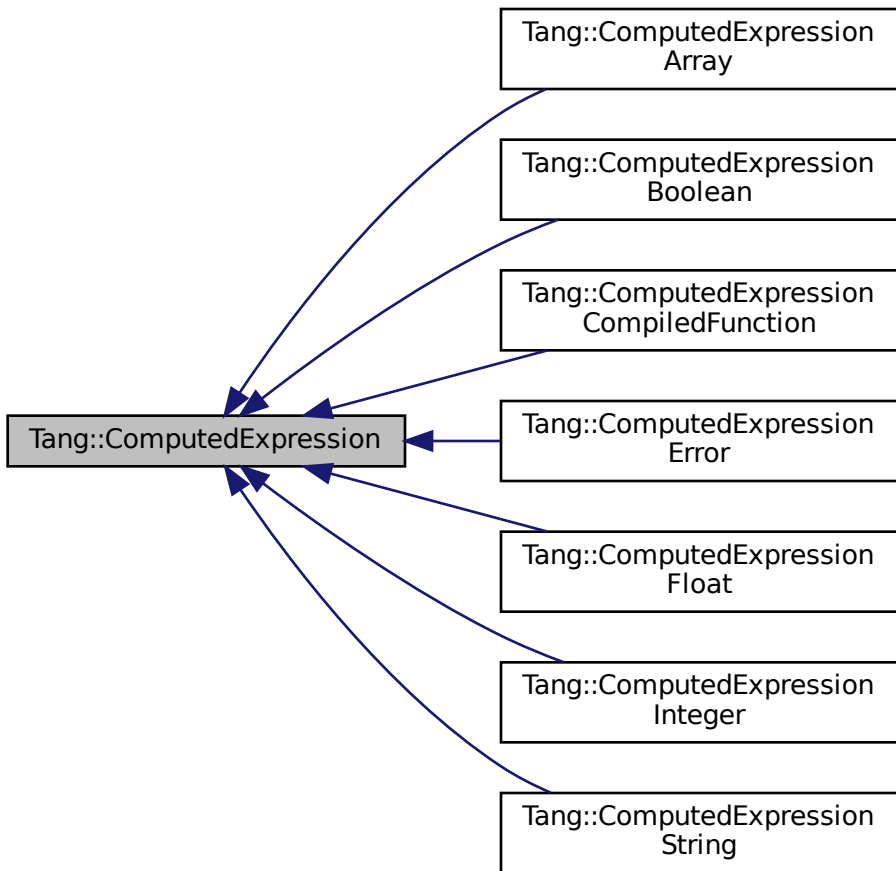 Tang::ComputedExpression
Array
Tang::ComputedExpression
Boolean
Tang::ComputedExpression
CompiledFunction
Tang::ComputedExpression
Tang::ComputedExpression
Error
Tang::ComputedExpression
Float
Tang::ComputedExpression
Integer
Tang::ComputedExpression
String